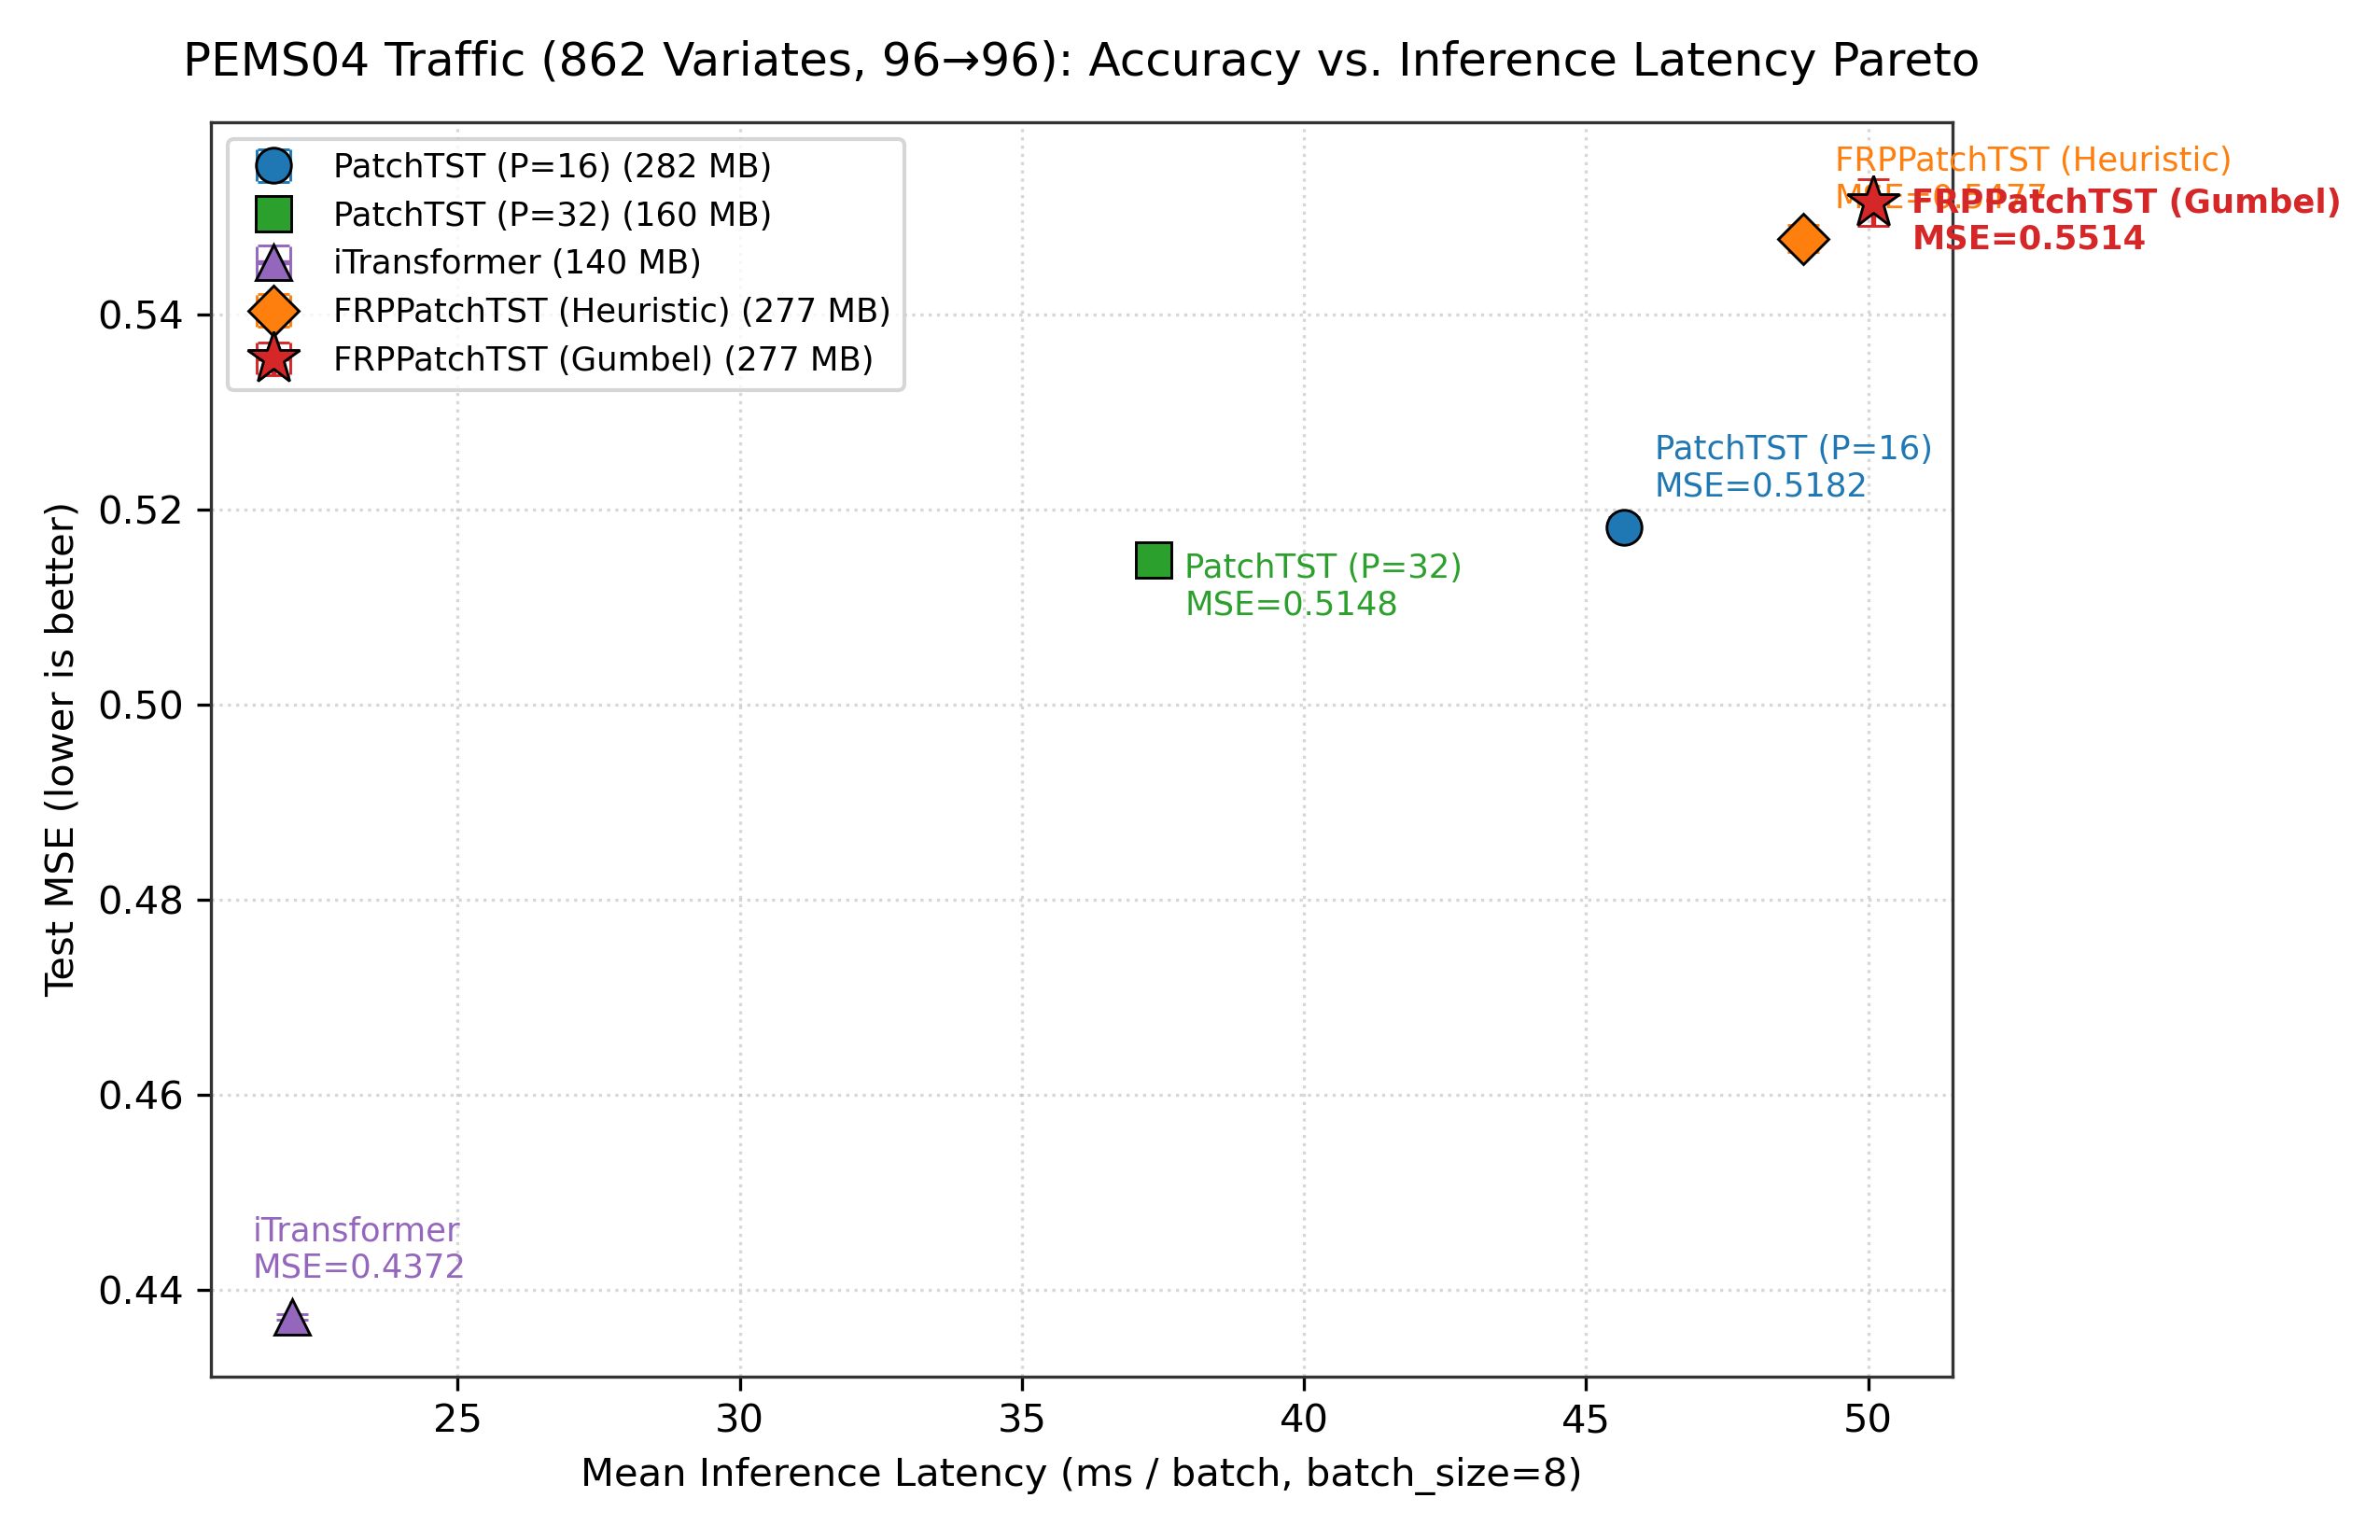 PEMS04 Traffic (862 Variates, 96→96): Accuracy vs. Inference Latency Pareto
PatchTST (P=16) (282 MB)
PatchTST (P=32) (160 MB)
iTransformer (140 MB)
FRPPatchTST (Heuristic) (277 MB)
FRPPatchTST (Gumbel) (277 MB)
FRPPatchTST (Heuristic)
MSE=0.5477
FRPPatchTST (Gumbel)
MSE=0.5514
PatchTST (P=16)
MSE=0.5182
PatchTST (P=32)
MSE=0.5148
iTransformer
MSE=0.4372
Test MSE (lower is better)
0.54
0.52
0.50
0.48
0.46
0.44
25 30 35 40 45 50
Mean Inference Latency (ms / batch, batch_size=8)